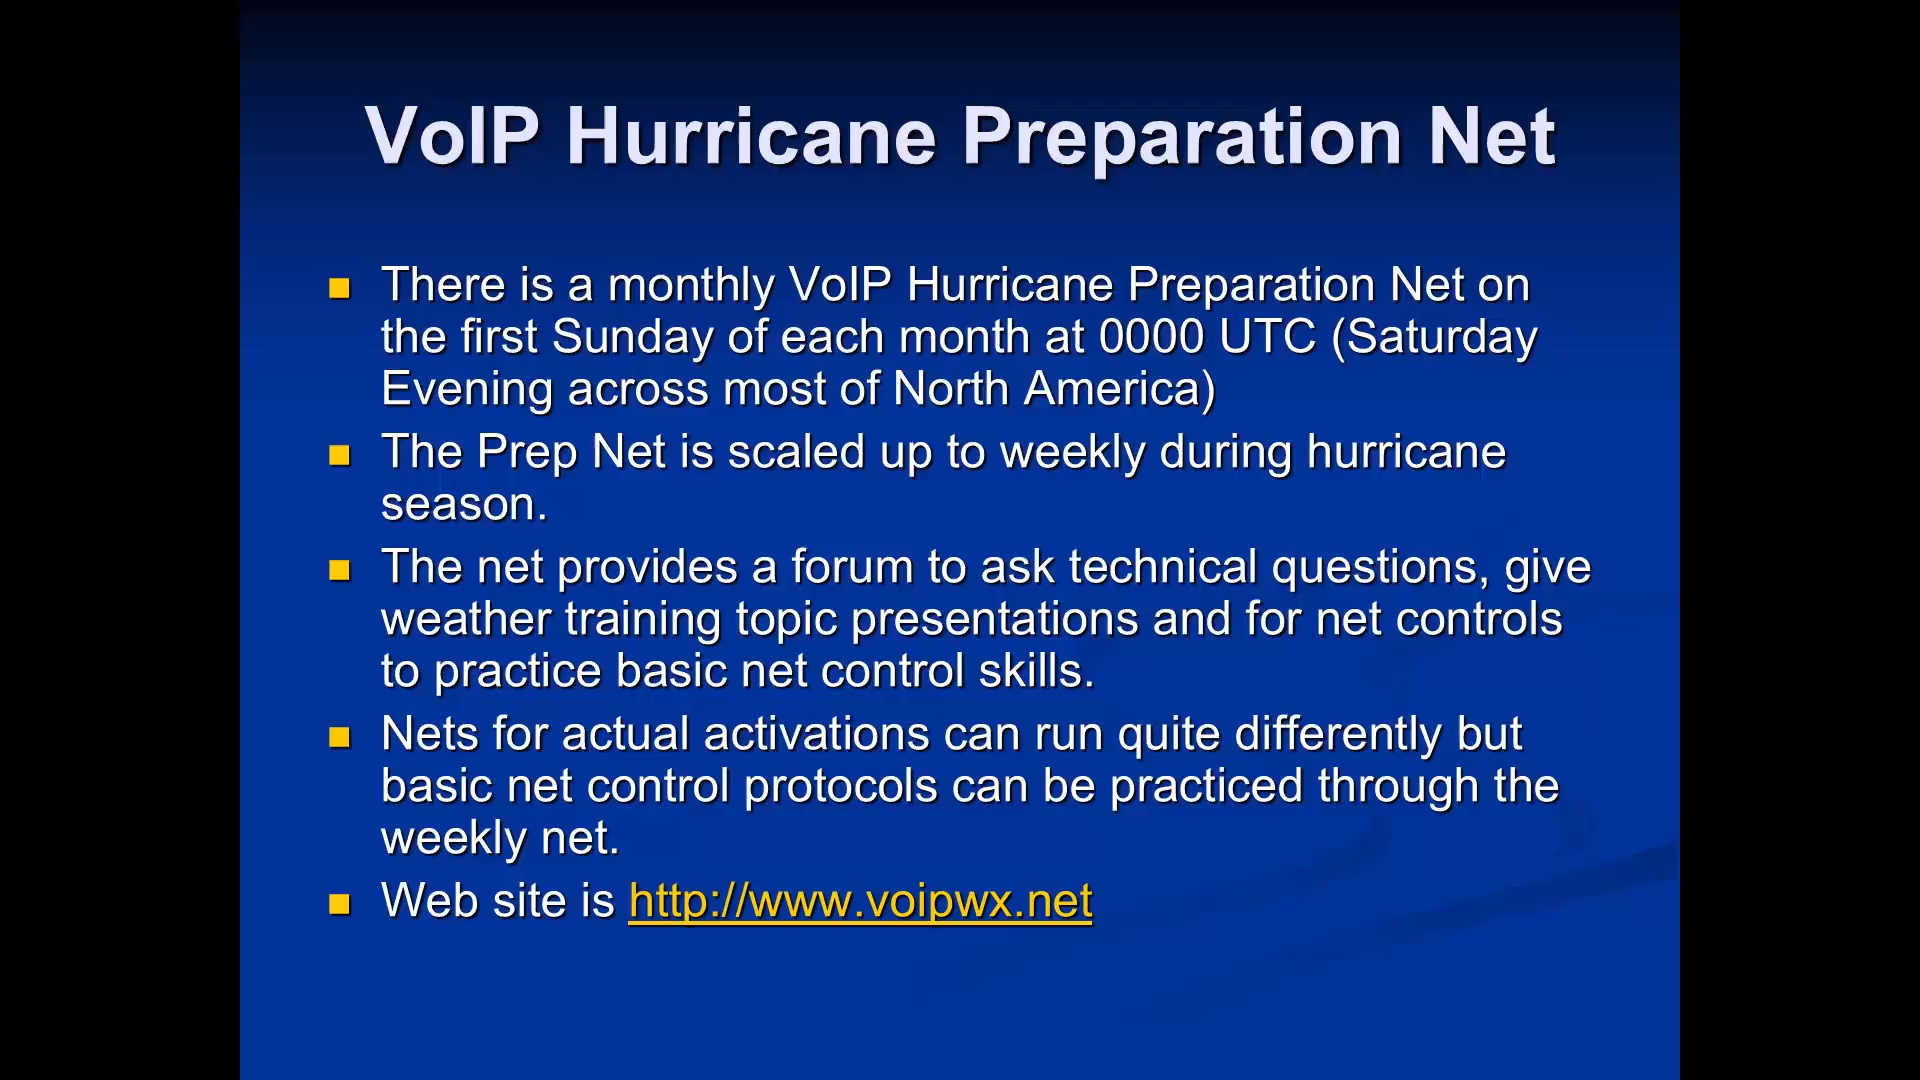 VoIP Hurricane Preparation Net
There is a monthly VoIP Hurricane Preparation Net on
the first Sunday of each month at 0000 UTC (Saturday
Evening across most of North America)
The Prep Net is scaled up to weekly during hurricane
season.
The net provides a forum to ask technical questions, give
weather training topic presentations and for net controls
to practice basic net control skills.
Nets for actual activations can run quite differently but
basic net control protocols can be practiced through the
weekly net.
Web site is http://www.voipwx.net